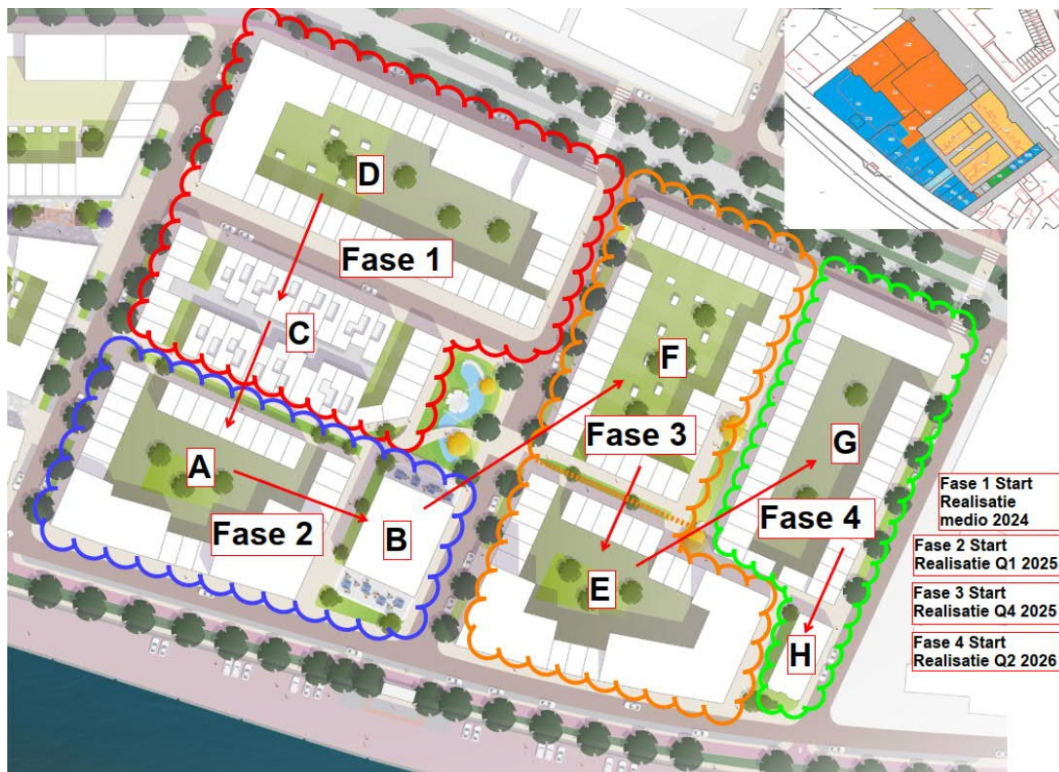 D
Fase 1
C
F
A
Fase 3
G
Fase 2
B
Fase 4
E
H
Fase 1 Start
Realisatie
medio 2024
Fase 2 Start
Realisatie Q1 2025
Fase 3 Start
Realisatie Q4 2025
Fase 4 Start
Realisatie Q2 2026